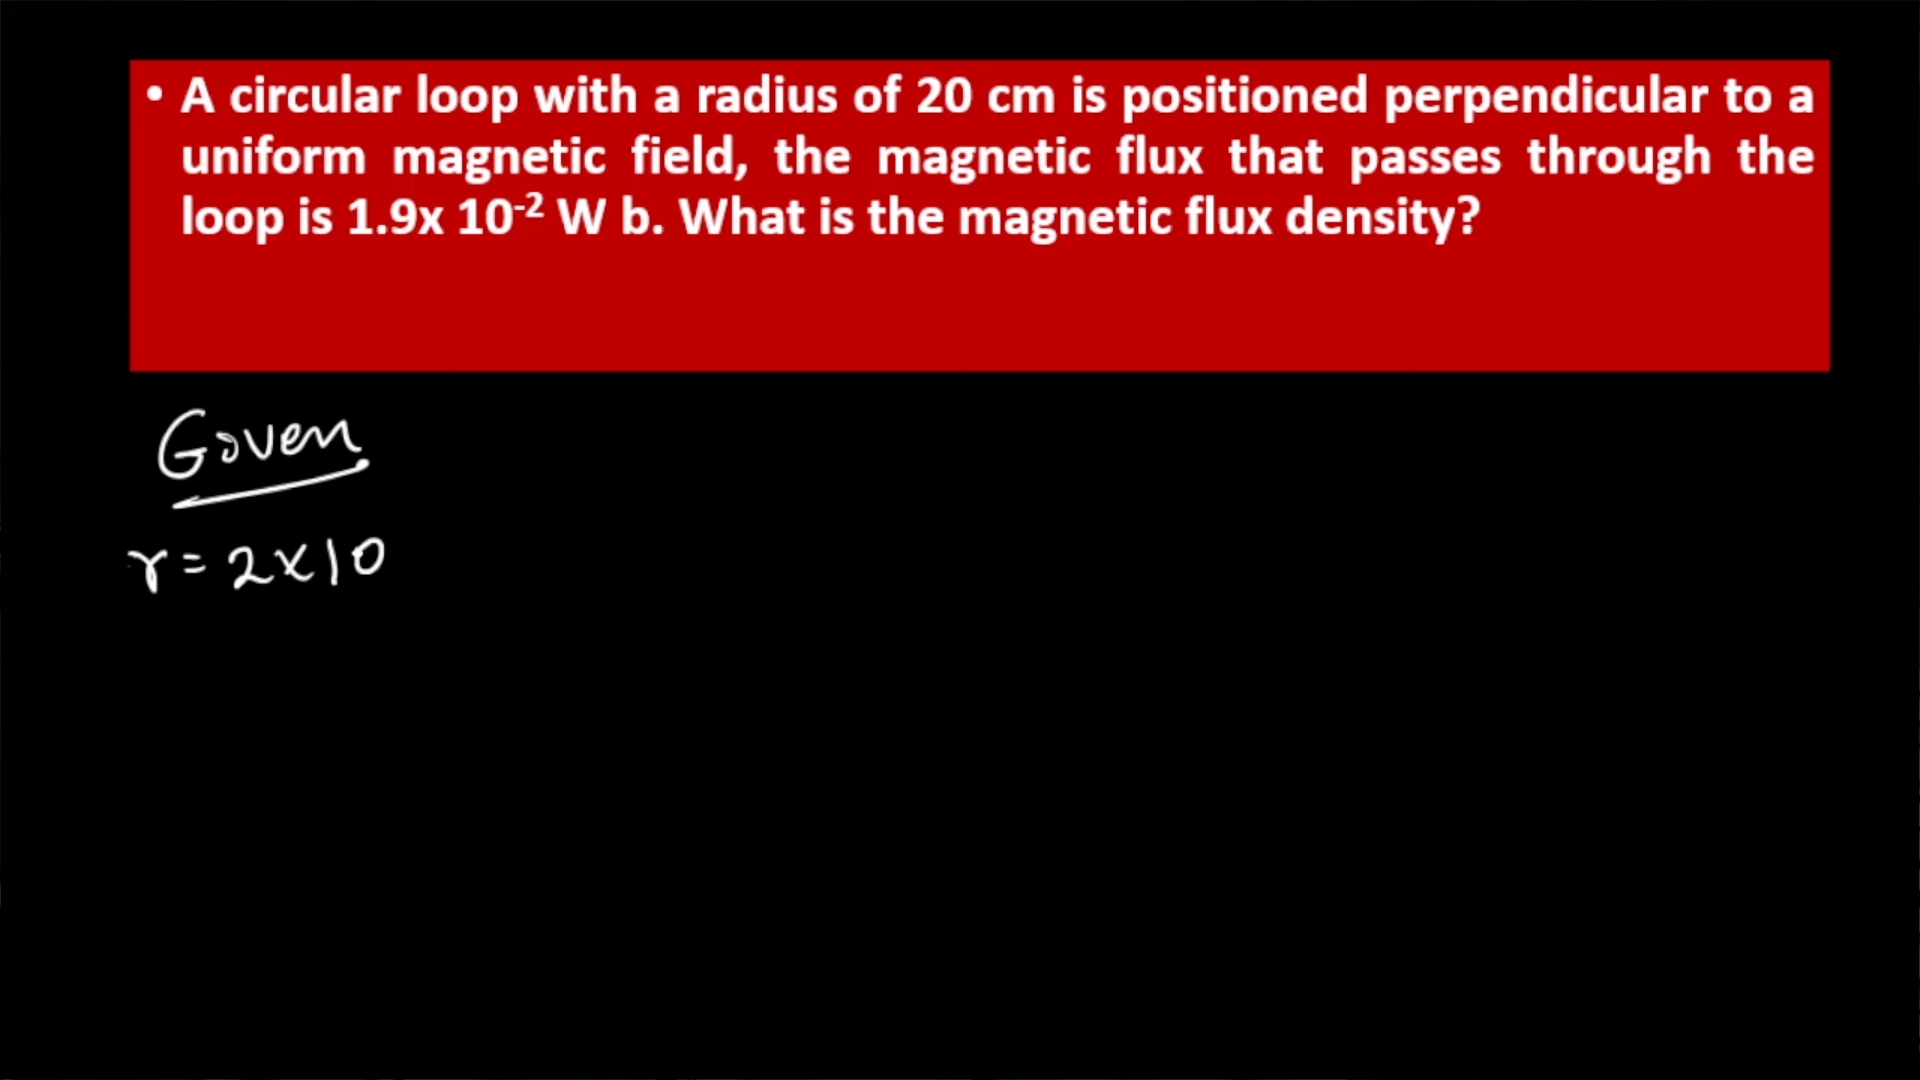 • A circular loop with a radius of 20 cm is positioned perpendicular to a
uniform magnetic field, the magnetic flux that passes through the
loop is 1.9x 10⁻² W b. What is the magnetic flux density?
Given
r = 2x10